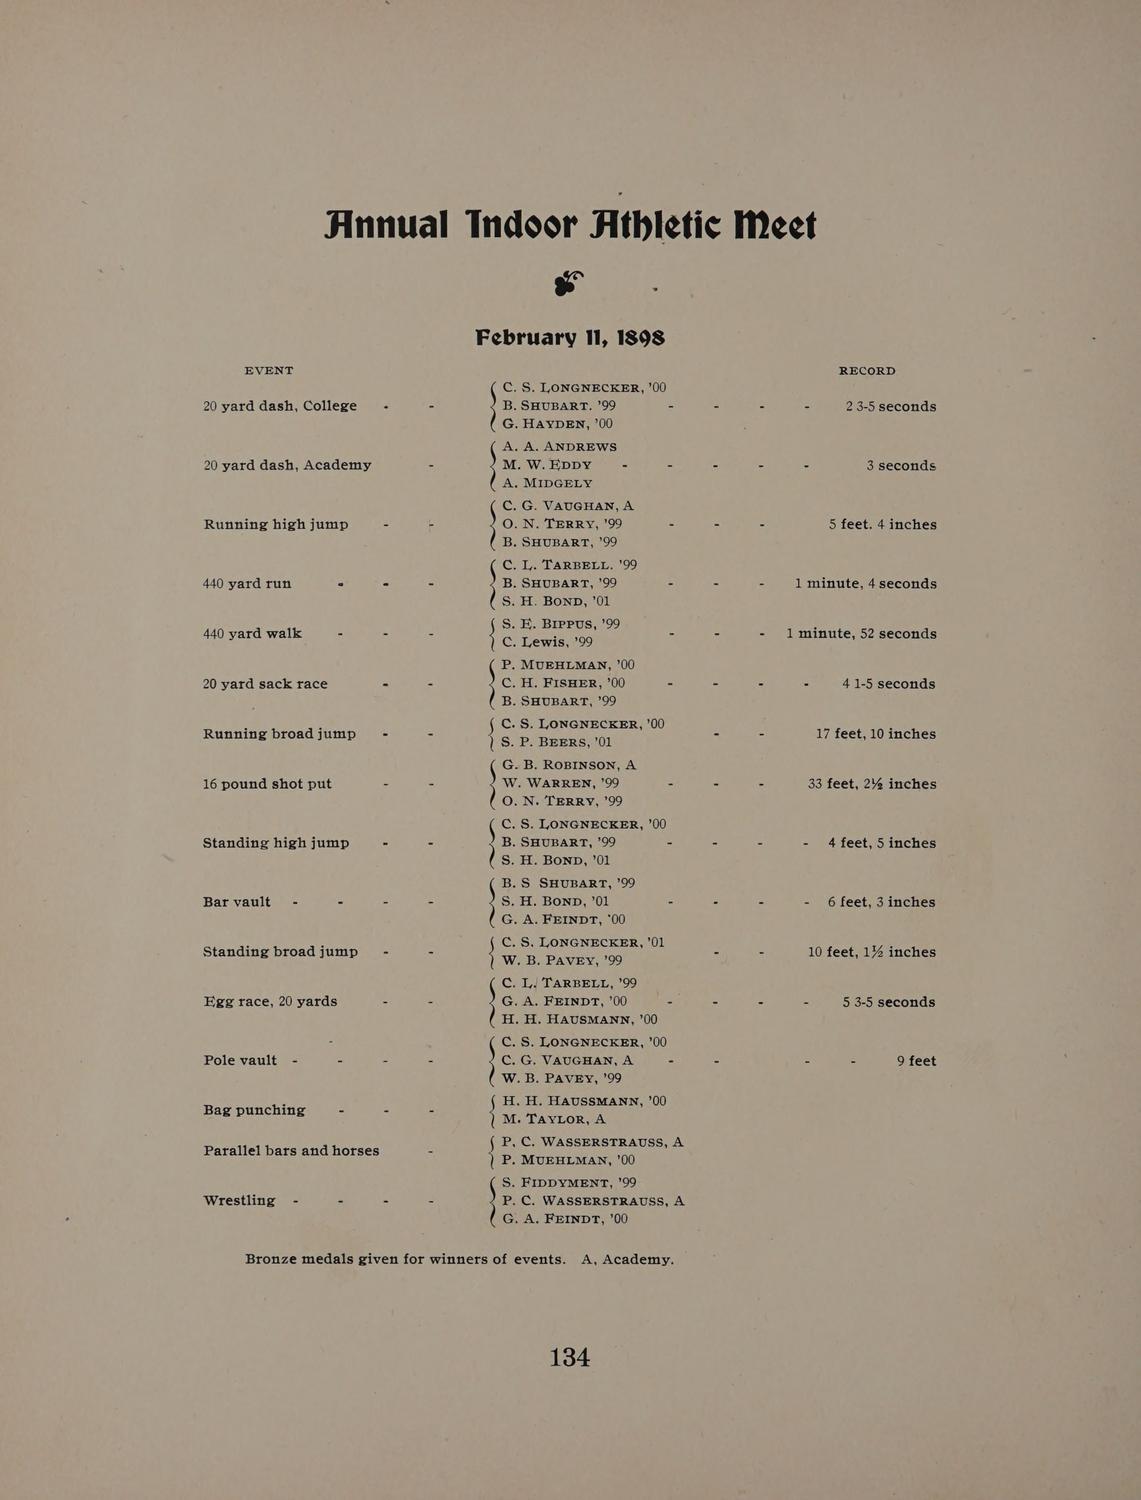 Annual Indoor Athletic Meet
February 11, 1898
EVENT RECORD
C. S. LONGNECKER, '00
20 yard dash, College - - B. SHUBART. '99 - - - - 2 3-5 seconds
G. HAYDEN, '00
A. A. ANDREWS
20 yard dash, Academy - M. W. EDDY - - - - - 3 seconds
A. MIDGELY
C. G. VAUGHAN, A
Running high jump - - O. N. TERRY, '99 - - - 5 feet. 4 inches
B. SHUBART, '99
C. L. TARBELL. '99
440 yard run - - - B. SHUBART, '99 - - - 1 minute, 4 seconds
S. H. BOND, '01
S. E. BIPPUS, '99
440 yard walk - - - - - - 1 minute, 52 seconds
C. Lewis, '99
P. MUEHLMAN, '00
20 yard sack race - - C. H. FISHER, '00 - - - - 4 1-5 seconds
B. SHUBART, '99
C. S. LONGNECKER, '00
Running broad jump - - - - 17 feet, 10 inches
S. P. BEERS, '01
G. B. ROBINSON, A
16 pound shot put - - W. WARREN, '99 - - - 33 feet, 2½ inches
O. N. TERRY, '99
C. S. LONGNECKER, '00
Standing high jump - - B. SHUBART, '99 - - - - 4 feet, 5 inches
S. H. BOND, '01
B. S SHUBART, '99
Bar vault - - - - S. H. BOND, '01 - - - - 6 feet, 3 inches
G. A. FEINDT, '00
C. S. LONGNECKER, '01
Standing broad jump - - - - 10 feet, 1½ inches
W. B. PAVEY, '99
C. L. TARBELL, '99
Egg race, 20 yards - - G. A. FEINDT, '00 - - - - 5 3-5 seconds
H. H. HAUSMANN, '00
C. S. LONGNECKER, '00
Pole vault - - - - C. G. VAUGHAN, A - - - - 9 feet
W. B. PAVEY, '99
H. H. HAUSSMANN, '00
Bag punching - - -
M. TAYLOR, A
P. C. WASSERSTRAUSS, A
Parallel bars and horses -
P. MUEHLMAN, '00
S. FIDDYMENT, '99
Wrestling - - - - P. C. WASSERSTRAUSS, A
G. A. FEINDT, '00
Bronze medals given for winners of events. A, Academy.
134